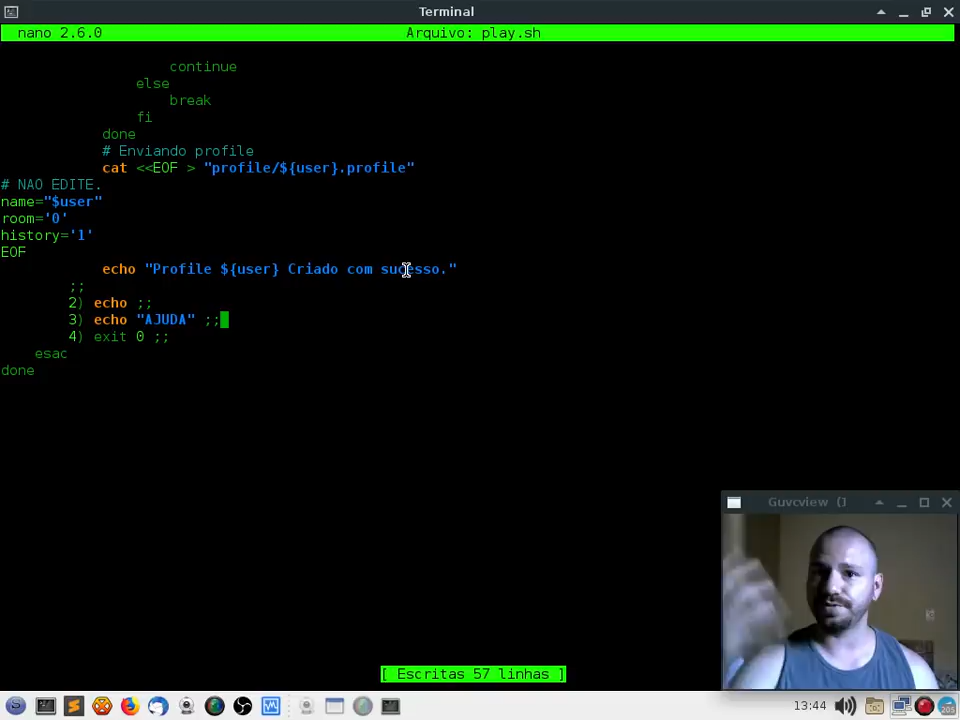 Terminal
nano 2.6.0 Arquivo: play.sh
continue
else
break
fi
done
# Enviando profile
cat <<EOF > "profile/${user}.profile"
# NAO EDITE.
name="$user"
room='0'
history='1'
EOF
echo "Profile ${user} Criado com sucesso."
;;
2) echo ;;
3) echo "AJUDA" ;;
4) exit 0 ;;
esac
done
Guvcview (1
[ Escritas 57 linhas ]
13:44